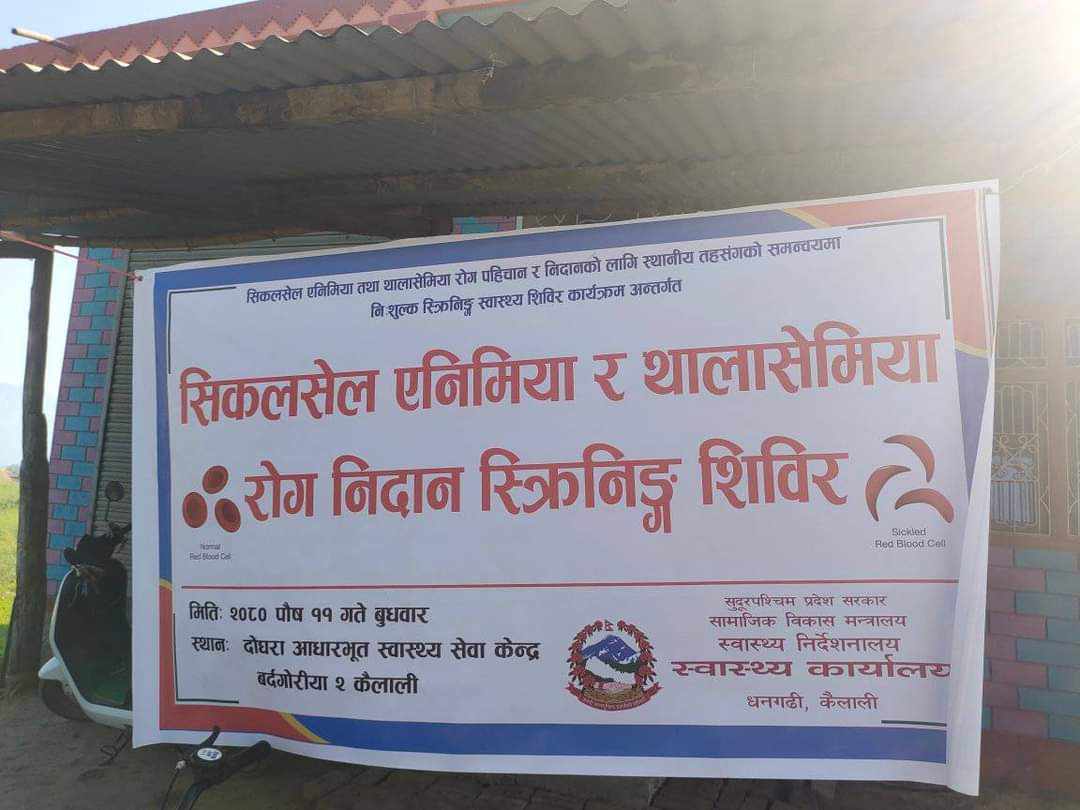 सिकलसेल एनिमिया तथा थालासेमिया रोग पहिचान र निदानको लागि स्थानीय तहसंगको समन्वयमा
निःशुल्क स्क्रिनिङ्ग स्वास्थ्य शिविर कार्यक्रम अन्तर्गत
सिकलसेल एनिमिया र थालासेमिया
रोग निदान स्क्रिनिङ्ग शिविर
Normal
Red Blood Cell
Sickled
Red Blood Cell
मितिः २०८० पौष ११ गते बुधवार
स्थानः दोघरा आधारभूत स्वास्थ्य सेवा केन्द्र
बर्दगोरीया २ कैलाली
सुदूरपश्चिम प्रदेश सरकार
सामाजिक विकास मन्त्रालय
स्वास्थ्य निर्देशनालय
स्वास्थ्य कार्यालय
धनगढी, कैलाली